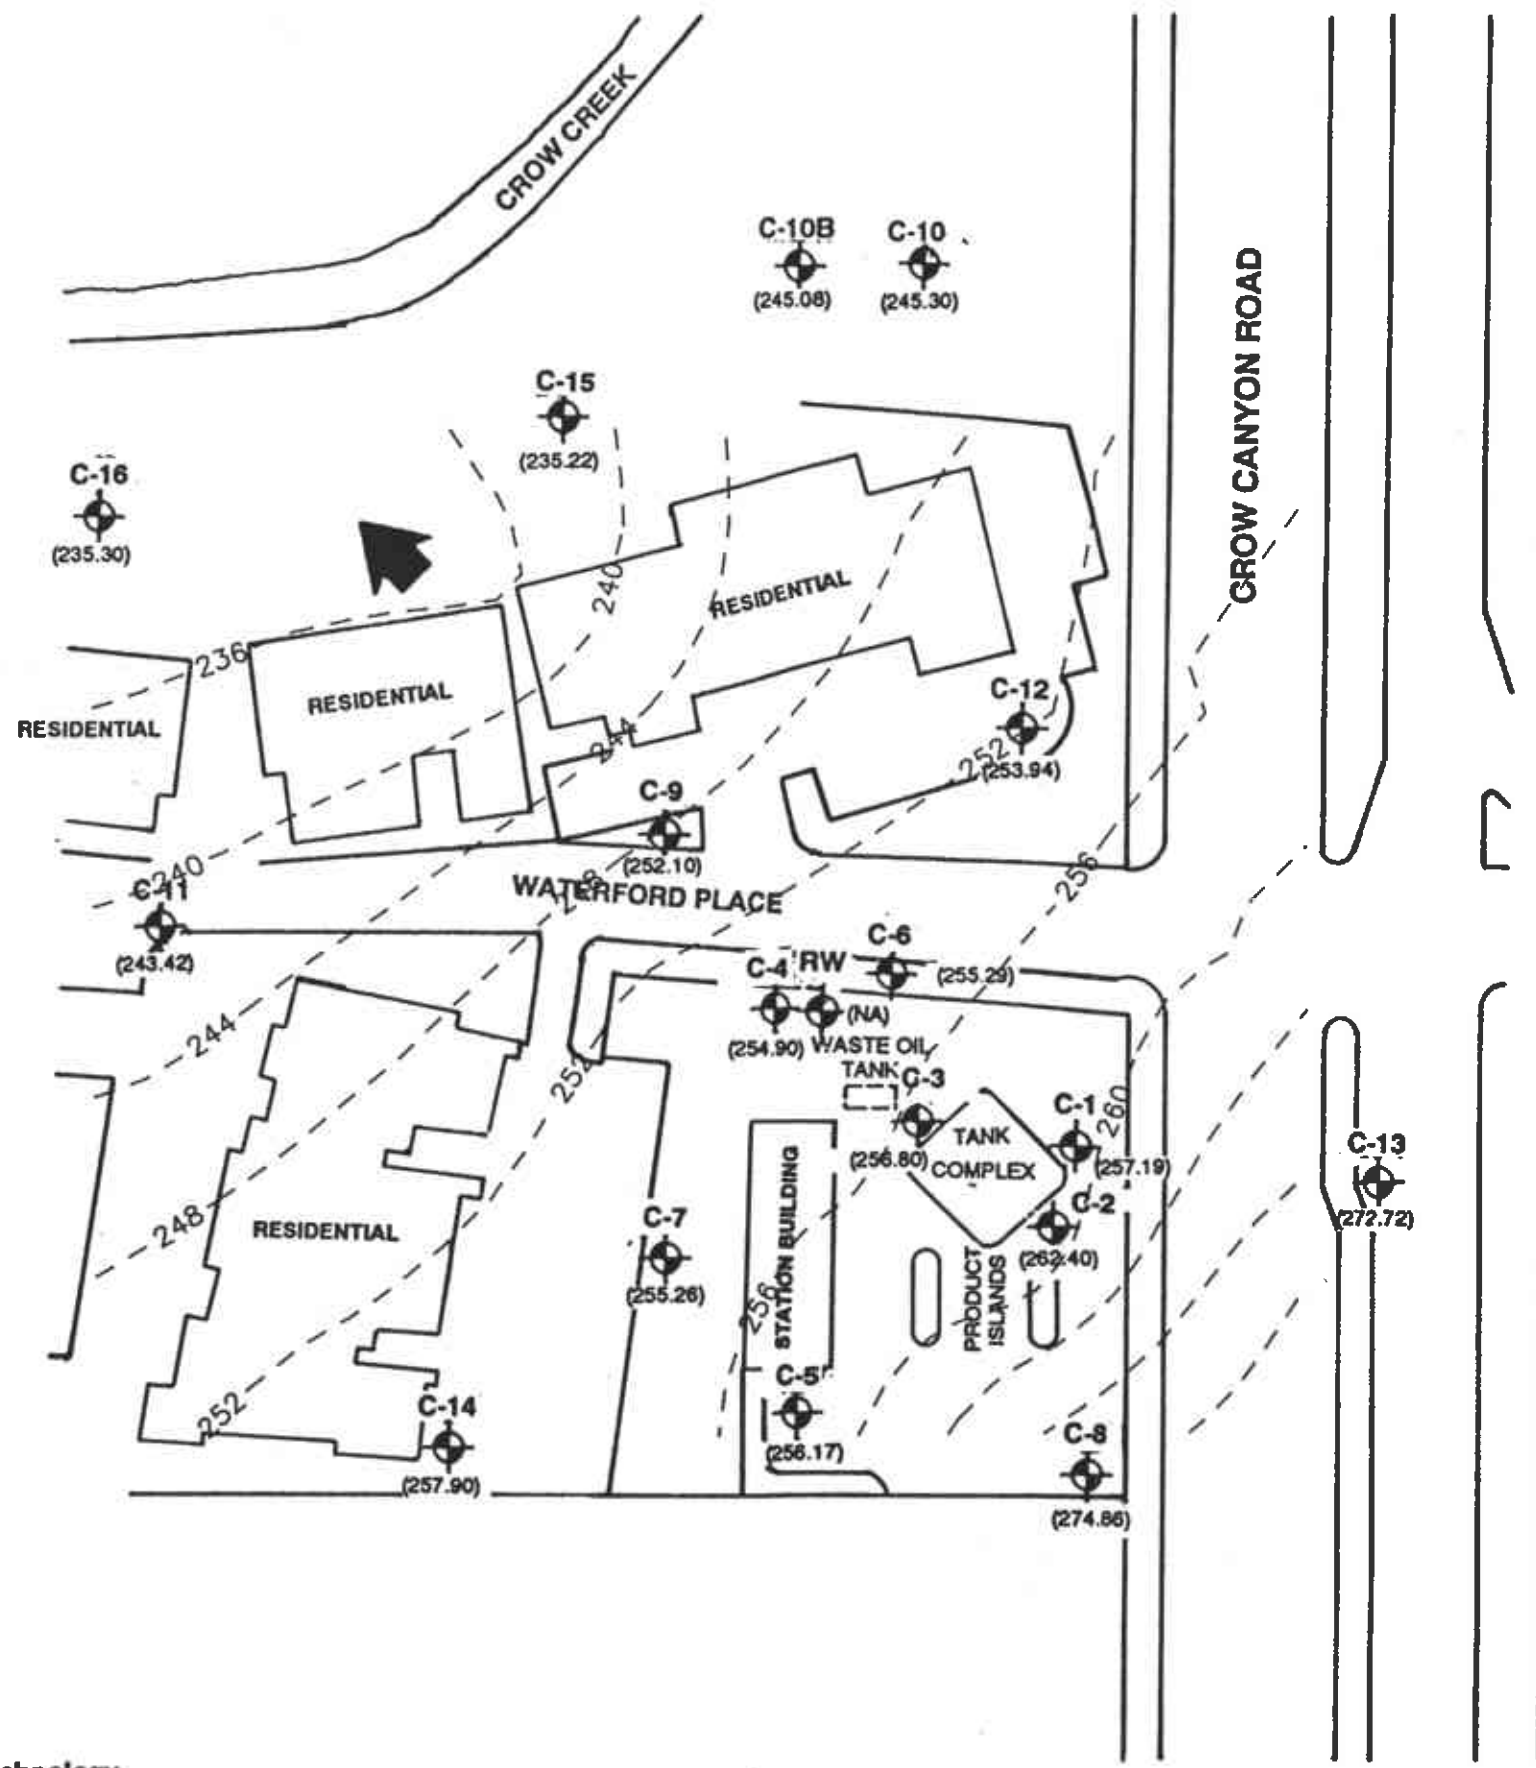 CROW CREEK
C-10B
(245.08)
C-10
(245.30)
CROW CANYON ROAD
C-15
(235.22)
C-16
(235.30)
240
RESIDENTIAL
236
RESIDENTIAL
RESIDENTIAL
244
C-12
252
(253.94)
C-9
(252.10)
240
C-11
(243.42)
256
WATERFORD PLACE
248
C-6
(255.29)
C-4
RW
(NA)
(254.90)
WASTE OIL
TANK
244
252
C-3
(256.80)
TANK
COMPLEX
C-1
260
(257.19)
C-13
(272.72)
C-2
(262.40)
248
RESIDENTIAL
C-7
(255.26)
STATION BUILDING
256
PRODUCT
ISLANDS
252
C-14
(257.90)
C-5
(256.17)
C-8
(274.86)